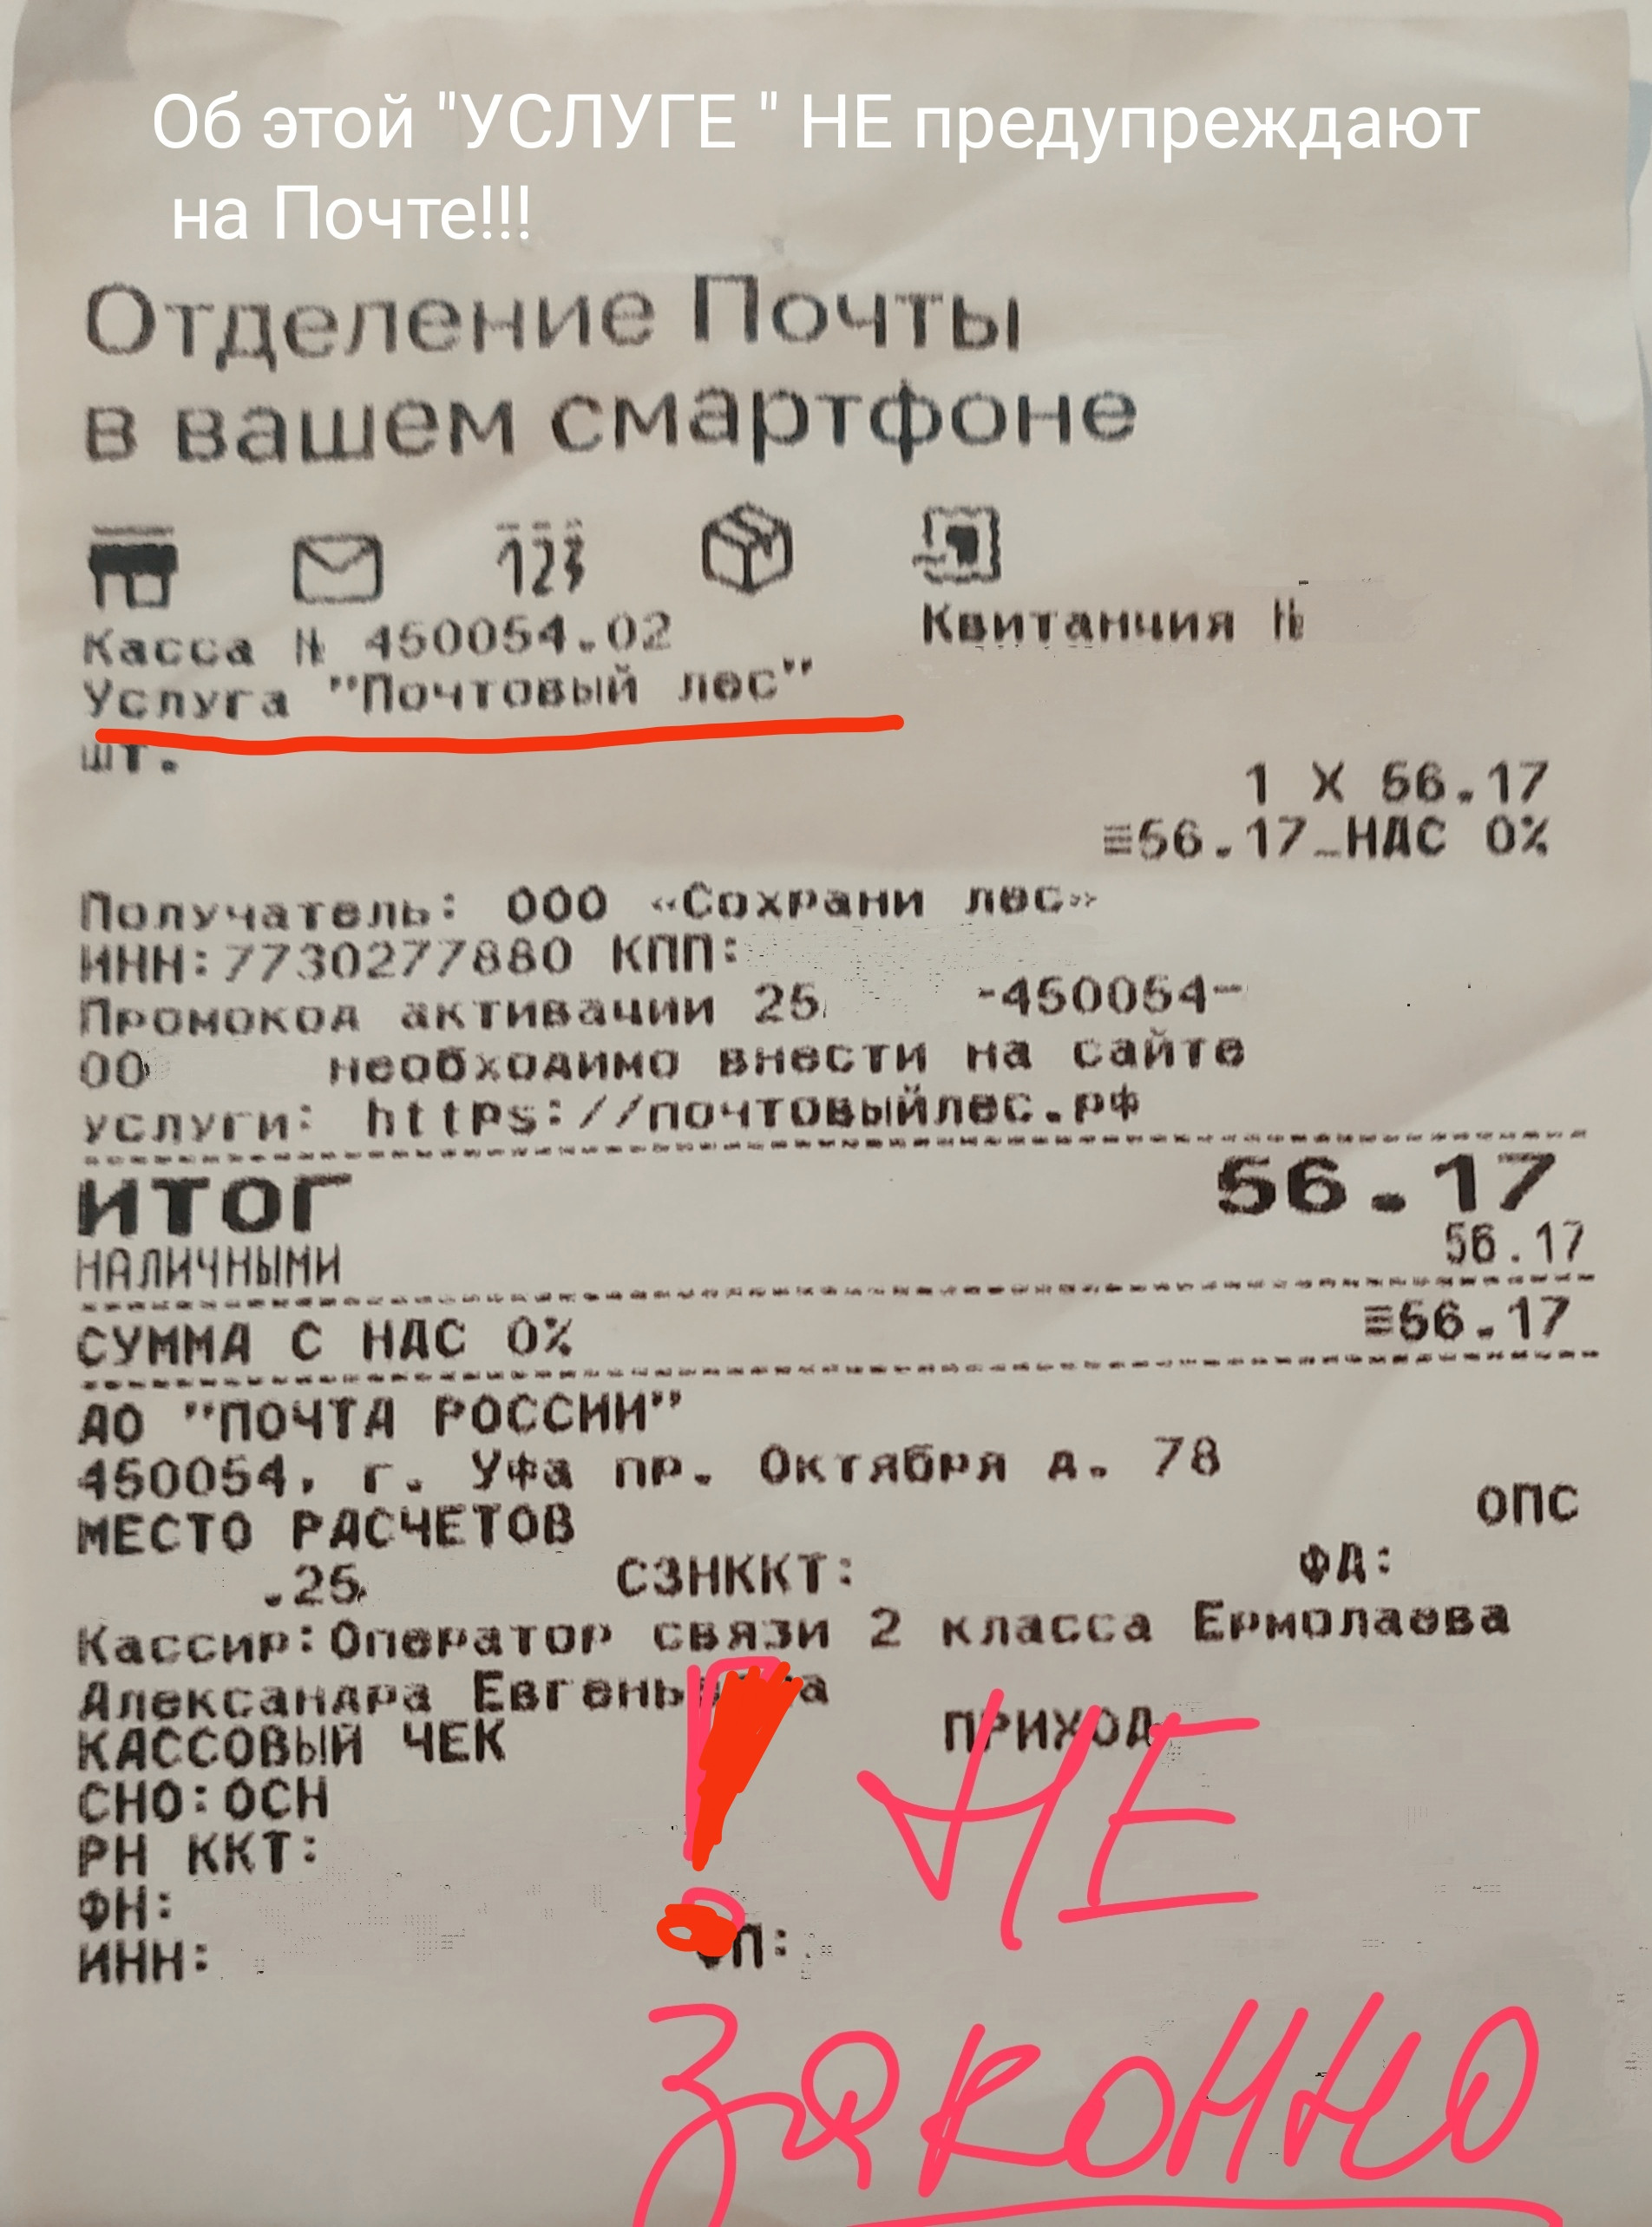 Об этой "УСЛУГЕ " НЕ предупреждают
на Почте!!!
Отделение Почты
в вашем смартфоне
123
Касса № 450054.02 Квитанция №
Услуга "Почтовый лес"
шт.
1 X 56.17
≡56.17_НДС 0%
Получатель: ООО «Сохрани лес»
ИНН:7730277880 КПП:
Промокод активации 25 -450054-
00 необходимо внести на сайте
услуги: https://почтовыйлес.рф
ИТОГ 56.17
НАЛИЧНЫМИ 56.17
СУММА С НДС 0% ≡56.17
АО "ПОЧТА РОССИИ"
450054, г. Уфа пр. Октября д. 78
МЕСТО РАСЧЕТОВ ОПС
.25 СЗНККТ: ФД:
Кассир:Оператор связи 2 класса Ермолаева
Александра
КАССОВЫЙ ЧЕК ПРИХОД
СНО:ОСН
РН ККТ:
ФН:
ИНН:
! НЕ
ЗАКОННО